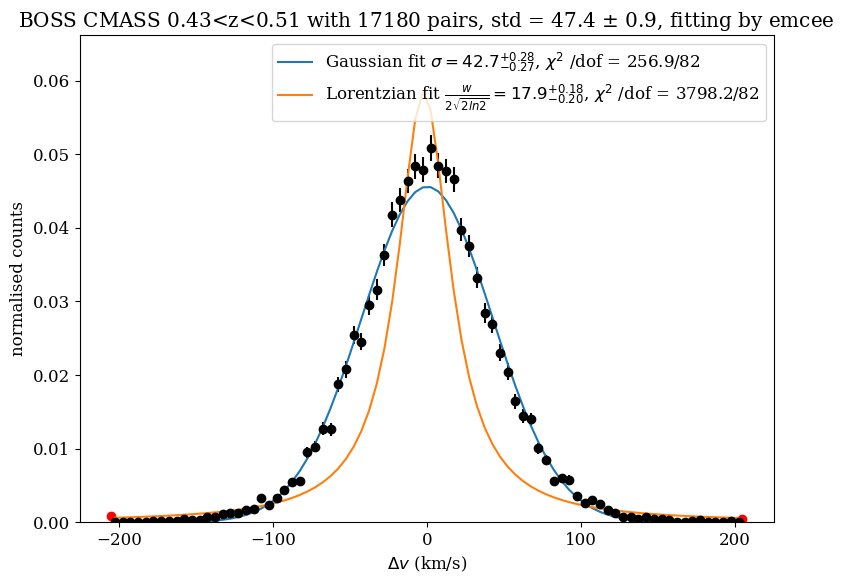 BOSS CMASS 0.43<z<0.51 with 17180 pairs, std = 47.4 ± 0.9, fitting by emcee
Gaussian fit σ = 42.7^{+0.28}_{-0.27}, χ² /dof = 256.9/82
Lorentzian fit \frac{w}{2\sqrt{2ln2}} = 17.9^{+0.18}_{-0.20}, χ² /dof = 3798.2/82
normalised counts
0.06
0.05
0.04
0.03
0.02
0.01
0.00
−200 −100 0 100 200
Δv (km/s)